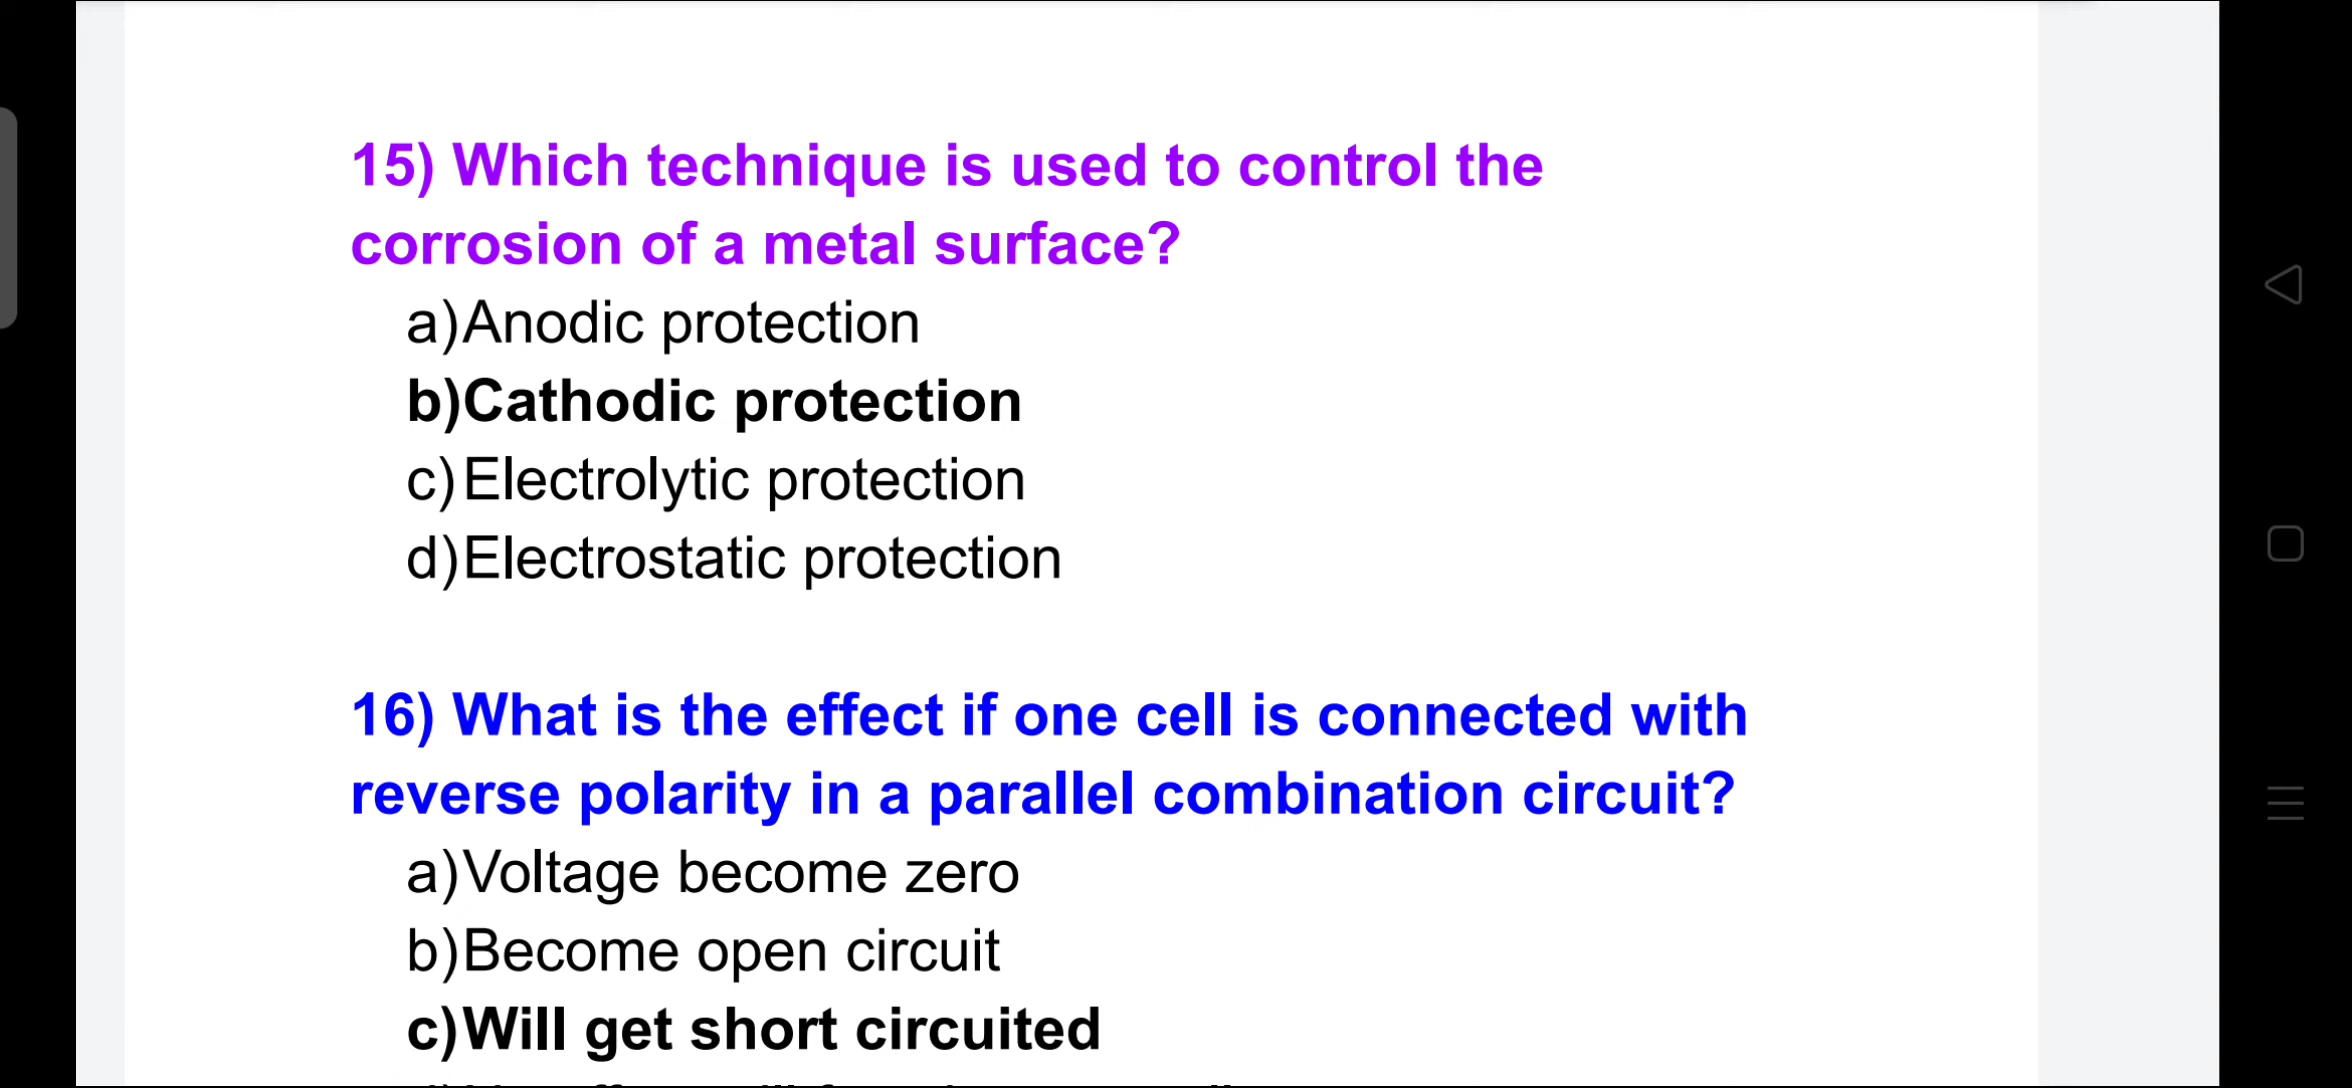 15) Which technique is used to control the
corrosion of a metal surface?
a)Anodic protection
b)Cathodic protection
c)Electrolytic protection
d)Electrostatic protection
16) What is the effect if one cell is connected with
reverse polarity in a parallel combination circuit?
a)Voltage become zero
b)Become open circuit
c)Will get short circuited